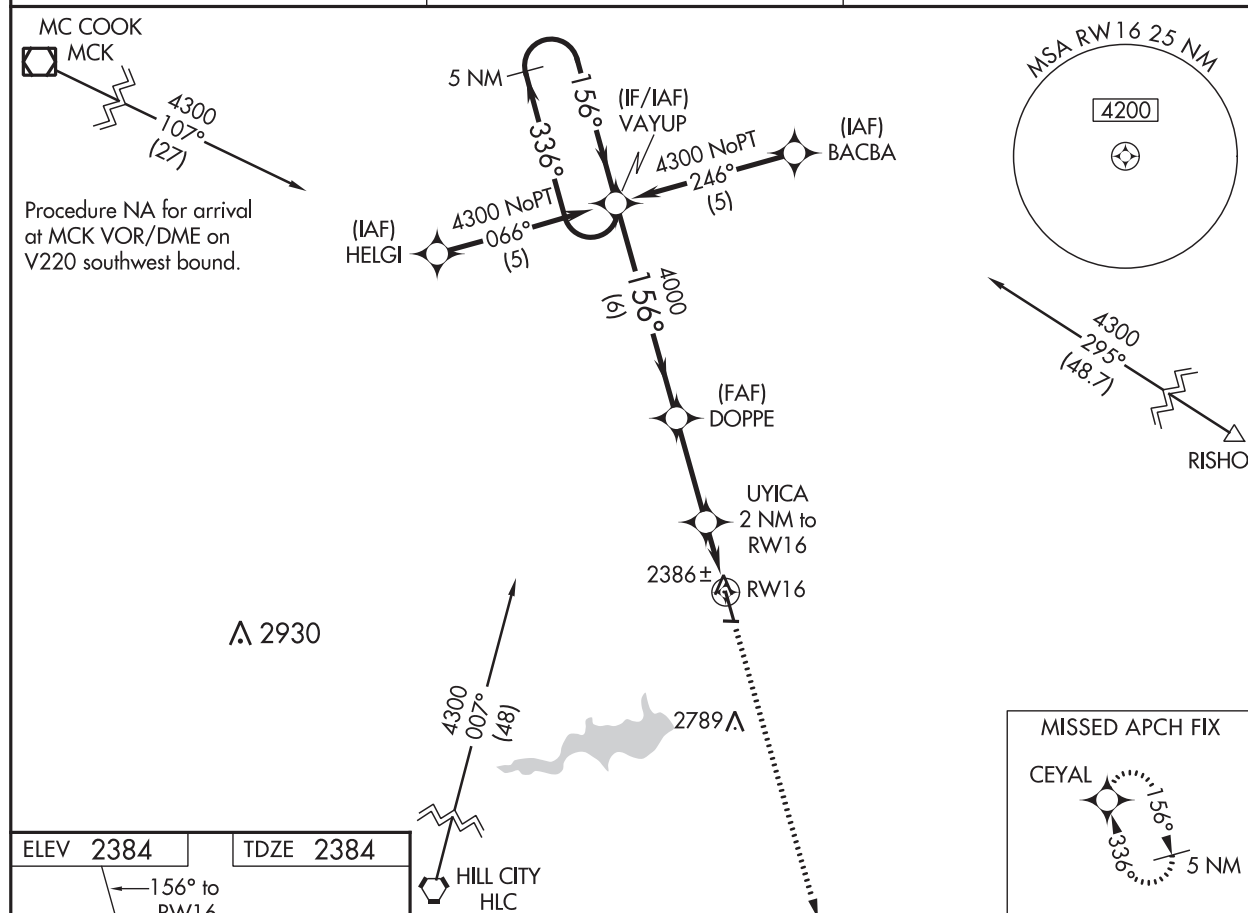 MC COOK
MCK
4300
107°
(27)
Procedure NA for arrival
at MCK VOR/DME on
V220 southwest bound.
5 NM
156°
336°
(IF/IAF)
VAYUP
4300 NoPT
246°
(5)
(IAF)
BACBA
(IAF)
HELGI
4300 NoPT
066°
(5)
MSA RW16 25 NM
4200
4000
156°
(6)
4300
295°
(48.7)
RISHO
(FAF)
DOPPE
UYICA
2 NM to
RW16
2386±
RW16
2930
4300
007°
(48)
2789
HILL CITY
HLC
MISSED APCH FIX
CEYAL
156°
336°
5 NM
ELEV 2384
TDZE 2384
156° to
RW16